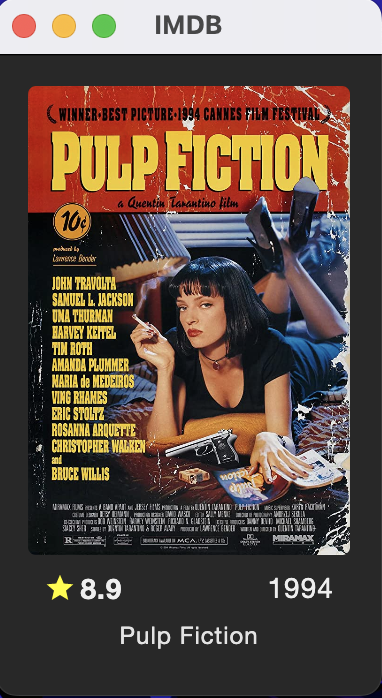 IMDB
WINNER-BEST PICTURE-1994 CANNES FILM FESTIVAL
PULP FICTION
a Quentin Tarantino film
10¢
produced by
Lawrence Bender
JOHN TRAVOLTA
SAMUEL L. JACKSON
UMA THURMAN
HARVEY KEITEL
TIM ROTH
AMANDA PLUMMER
MARIA de MEDEIROS
VING RHAMES
ERIC STOLTZ
ROSANNA ARQUETTE
CHRISTOPHER WALKEN
and
BRUCE WILLIS
MIRAMAX
8.9
1994
Pulp Fiction